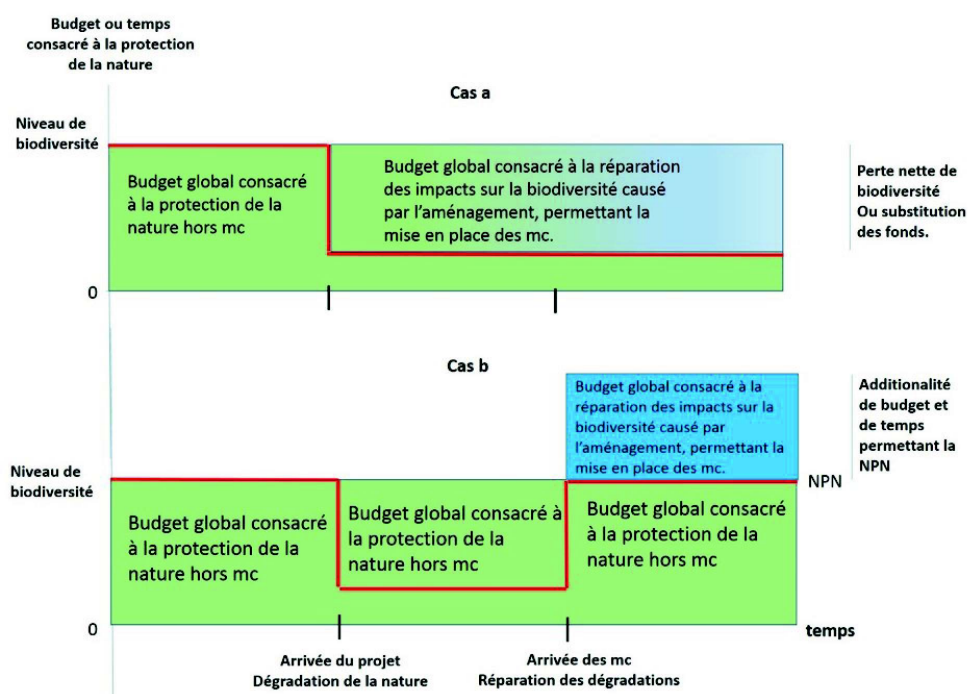 Budget ou temps
consacré à la protection
de la nature
Cas a
Niveau de
biodiversité
Budget global consacré
à la protection de la
nature hors mc
Budget global consacré à la réparation
des impacts sur la biodiversité causé
par l'aménagement, permettant la
mise en place des mc.
Perte nette de
biodiversité
Ou substitution
des fonds.
0
Cas b
Budget global consacré à la
réparation des impacts sur la
biodiversité causé par
l'aménagement, permettant la
mise en place des mc.
Additionalité
de budget et
de temps
permettant la
NPN
Niveau de
biodiversité
NPN
Budget global consacré
à la protection de la
nature hors mc
Budget global consacré à
la protection de la
nature hors mc
Budget global consacré
à la protection de la
nature hors mc
0
temps
Arrivée du projet
Dégradation de la nature
Arrivée des mc
Réparation des dégradations